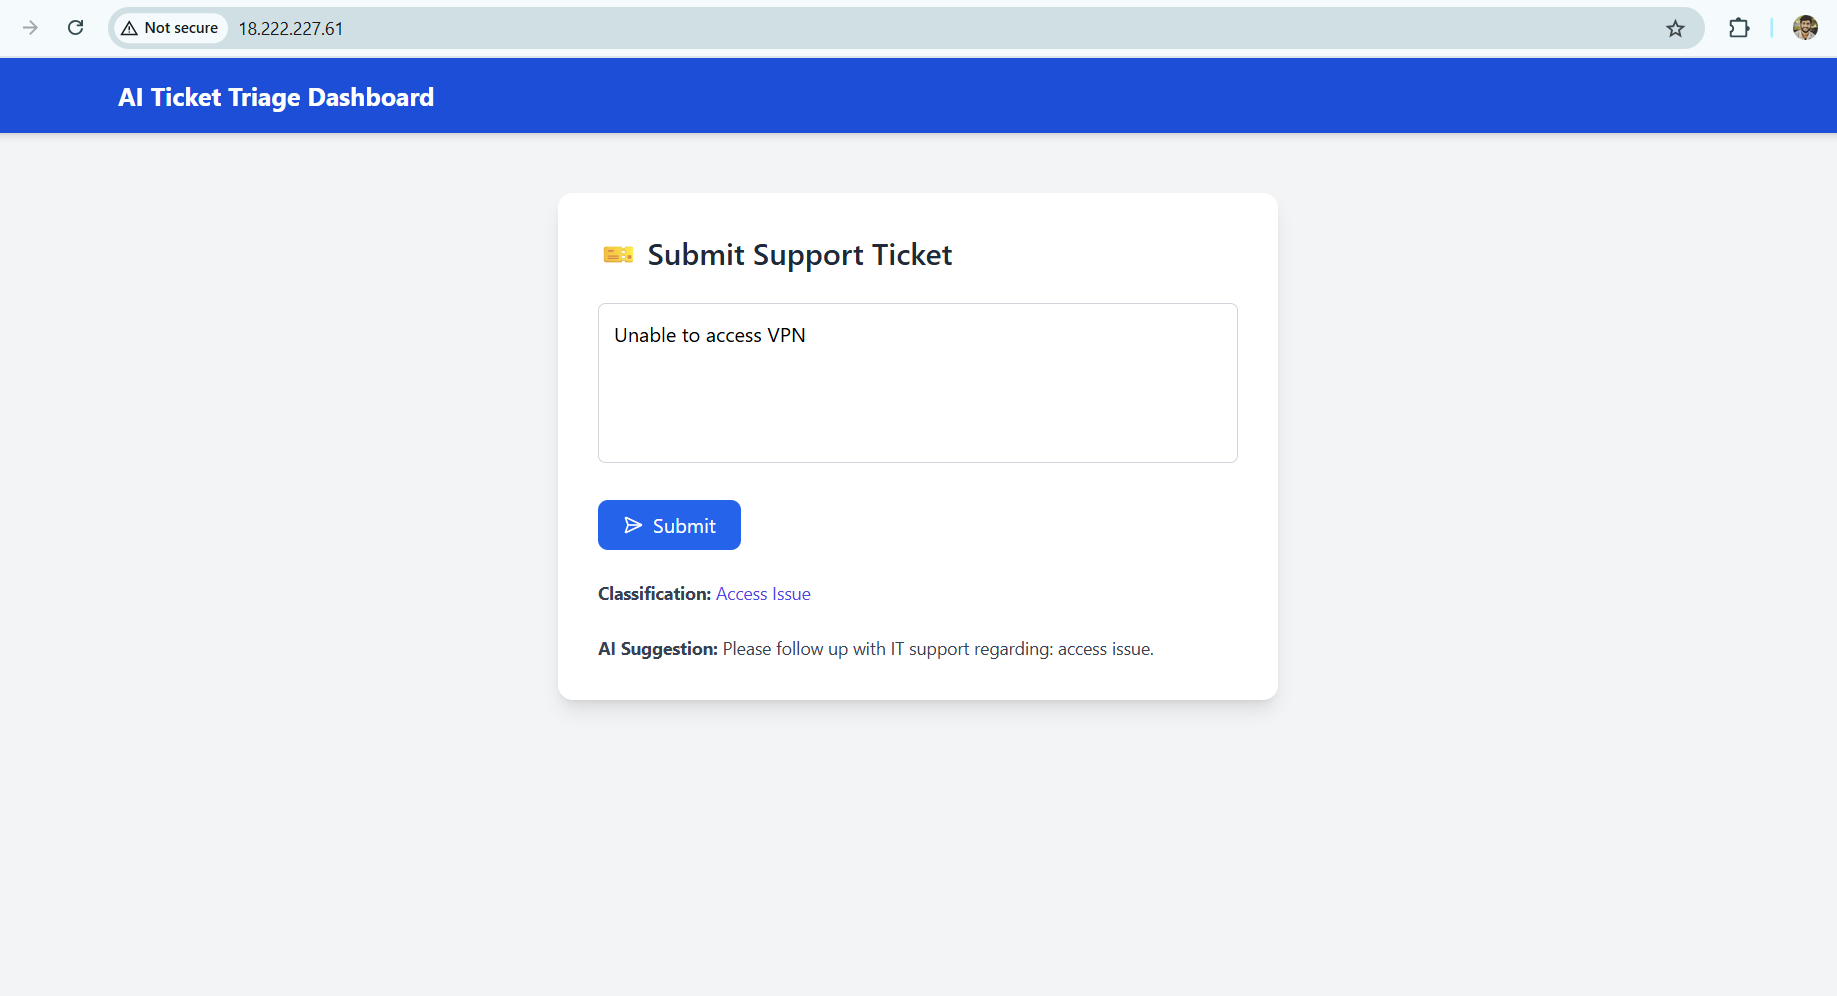 Not secure 18.222.227.61
AI Ticket Triage Dashboard
Submit Support Ticket
Unable to access VPN
Submit
Classification: Access Issue
AI Suggestion: Please follow up with IT support regarding: access issue.